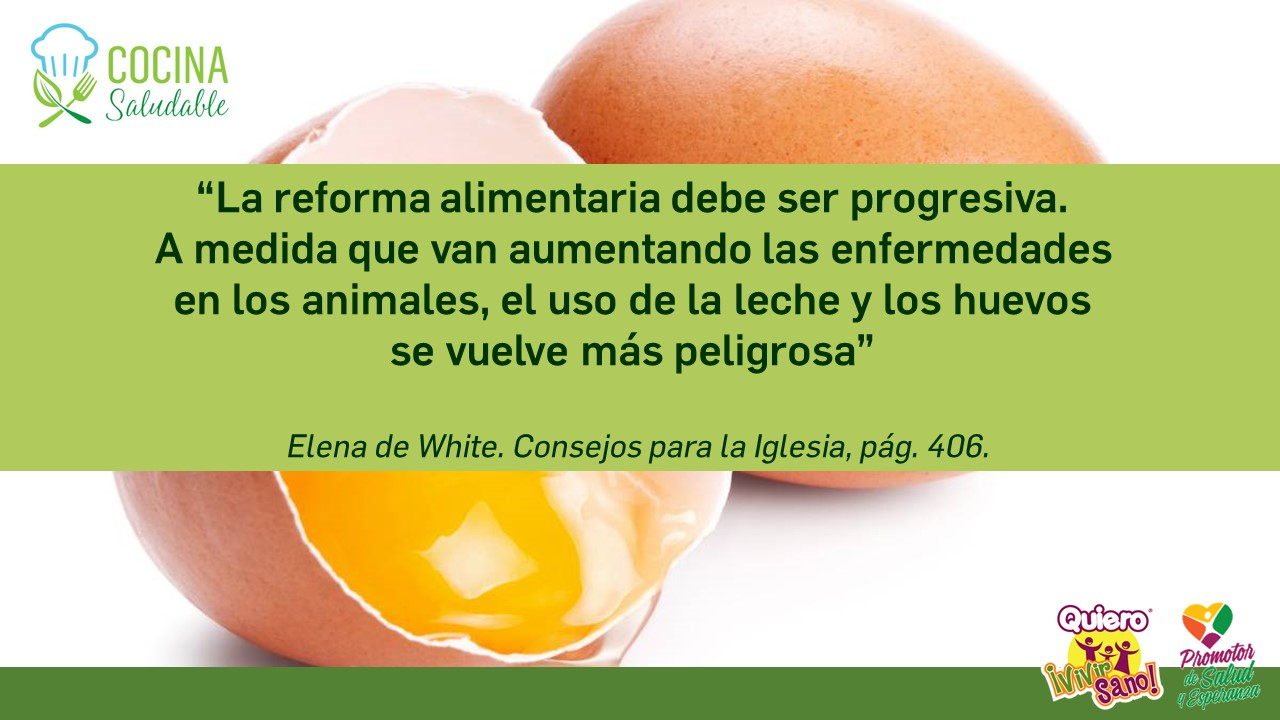 COCINA
Saludable
“La reforma alimentaria debe ser progresiva.
A medida que van aumentando las enfermedades
en los animales, el uso de la leche y los huevos
se vuelve más peligrosa”
Elena de White. Consejos para la Iglesia, pág. 406.
Quiero®
¡Vivir
Sano!
Promotor
de Salud
y Esperanza